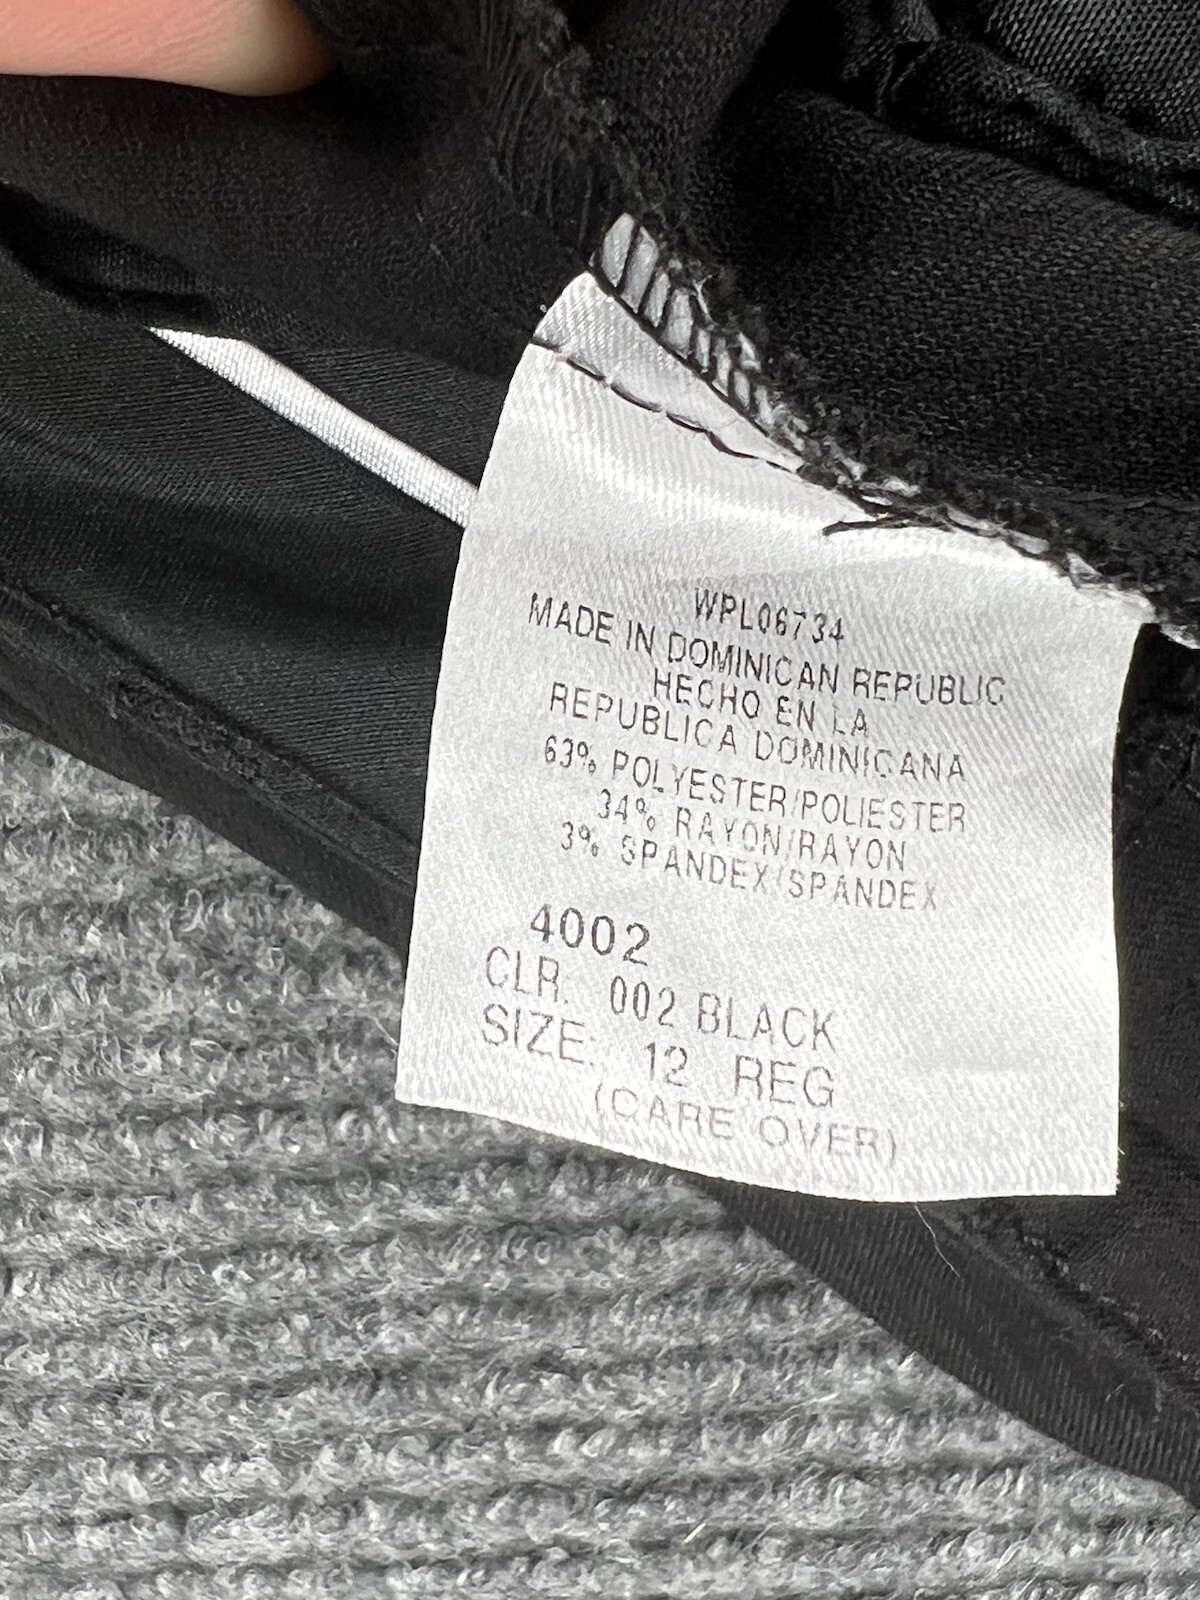 WPL06734
MADE IN DOMINICAN REPUBLIC
HECHO EN LA
REPUBLICA DOMINICANA
63% POLYESTER/POLIESTER
34% RAYON/RAYON
3% SPANDEX/SPANDEX
4002
CLR: 002 BLACK
SIZE: 12 REG
(CARE OVER)